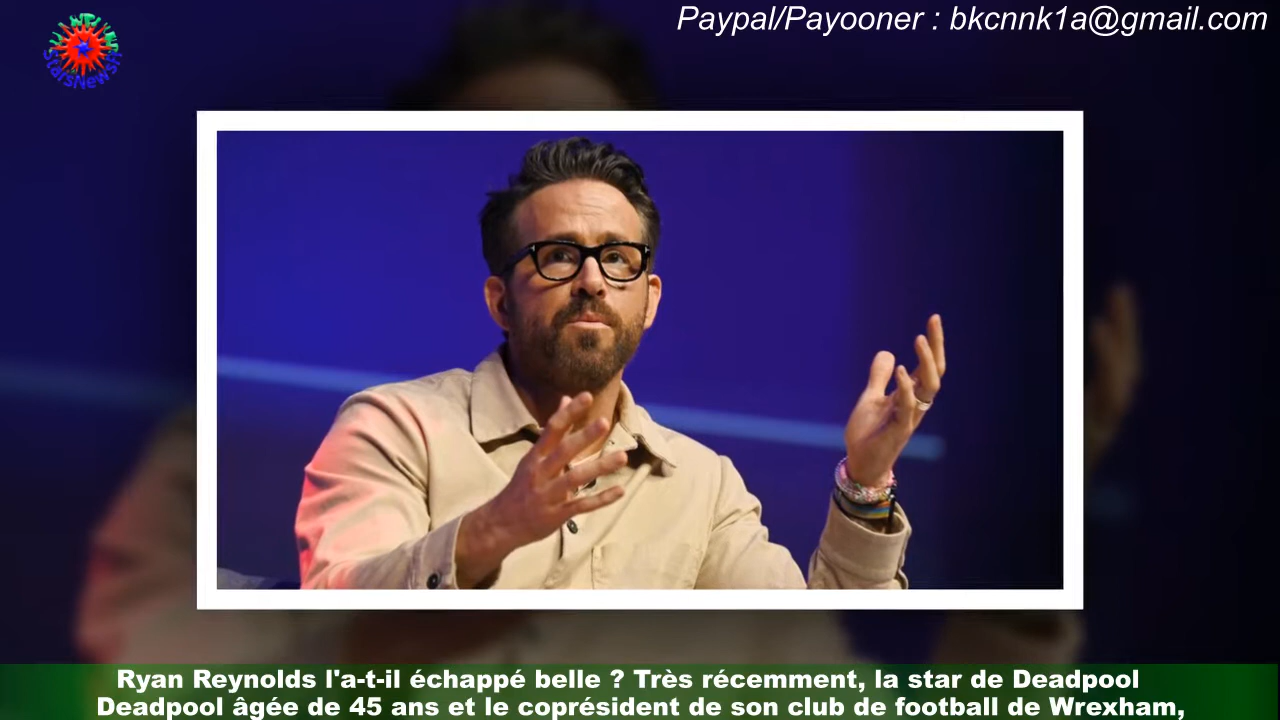 Paypal/Payooner : bkcnnk1a@gmail.com
StarsNewsH
Ryan Reynolds l'a-t-il échappé belle ? Très récemment, la star de Deadpool
Deadpool âgée de 45 ans et le coprésident de son club de football de Wrexham,